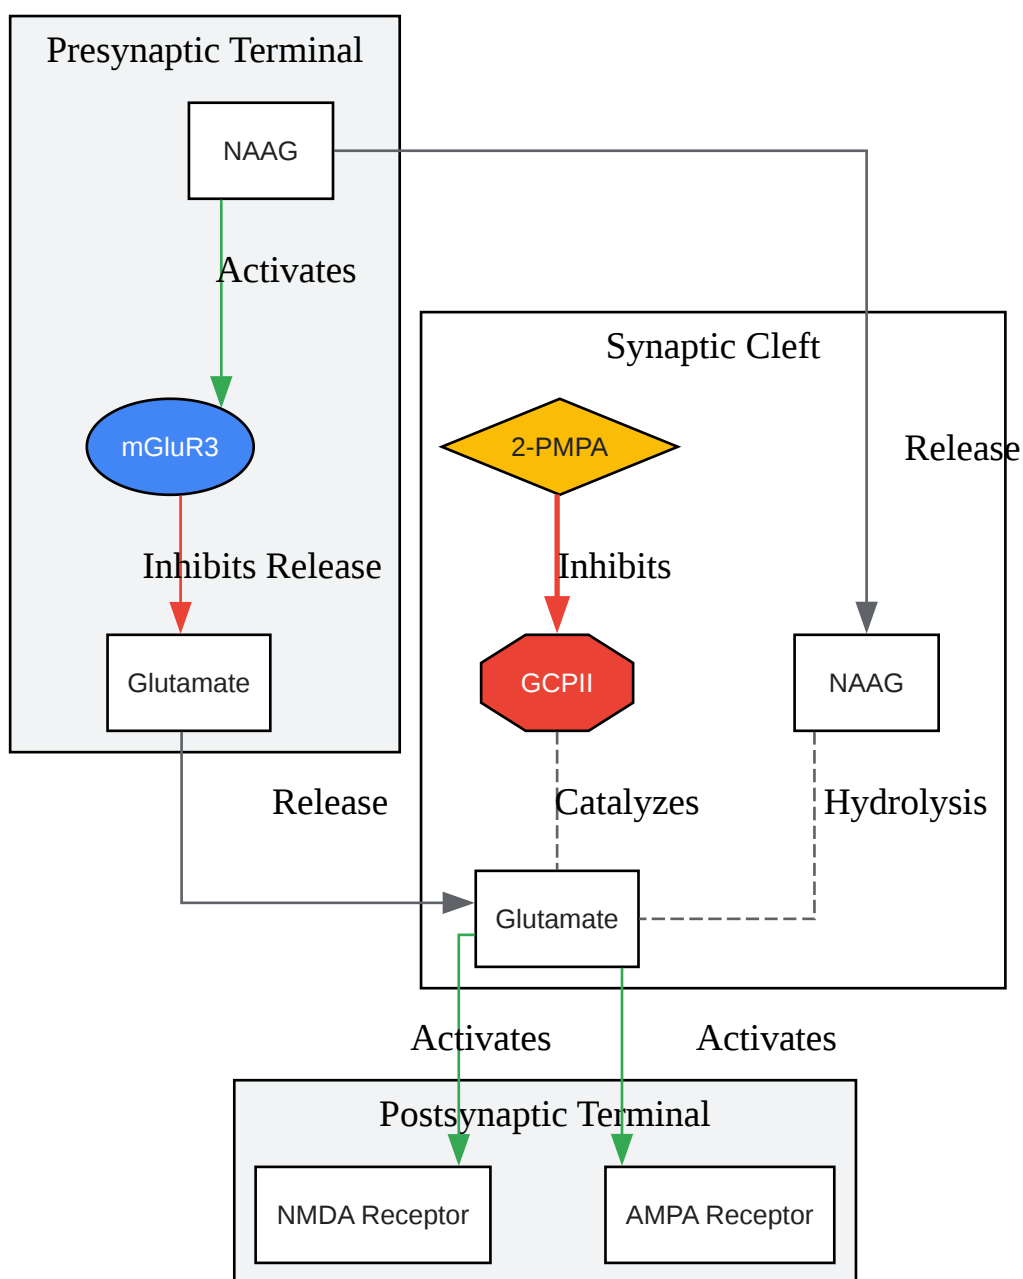 Presynaptic Terminal
NAAG
Activates
Synaptic Cleft
mGluR3
2-PMPA
Release
Inhibits Release
Inhibits
Glutamate
GCPII
NAAG
Release
Catalyzes
Hydrolysis
Glutamate
Activates
Activates
Postsynaptic Terminal
NMDA Receptor
AMPA Receptor